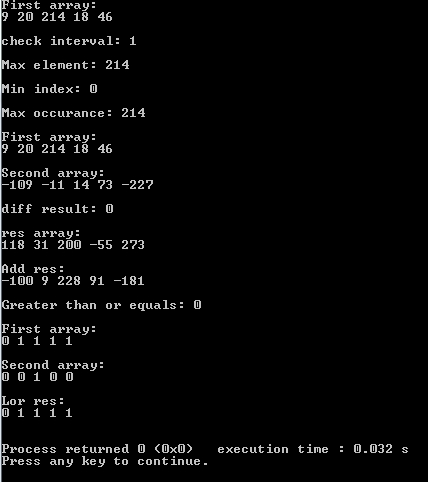 First array:
9 20 214 18 46
check interval: 1
Max element: 214
Min index: 0
Max occurance: 214
First array:
9 20 214 18 46
Second array:
-109 -11 14 73 -227
diff result: 0
res array:
118 31 200 -55 273
Add res:
-100 9 228 91 -181
Greater than or equals: 0
First array:
0 1 1 1 1
Second array:
0 0 1 0 0
Lor res:
0 1 1 1 1
Process returned 0 (0x0)   execution time : 0.032 s
Press any key to continue.